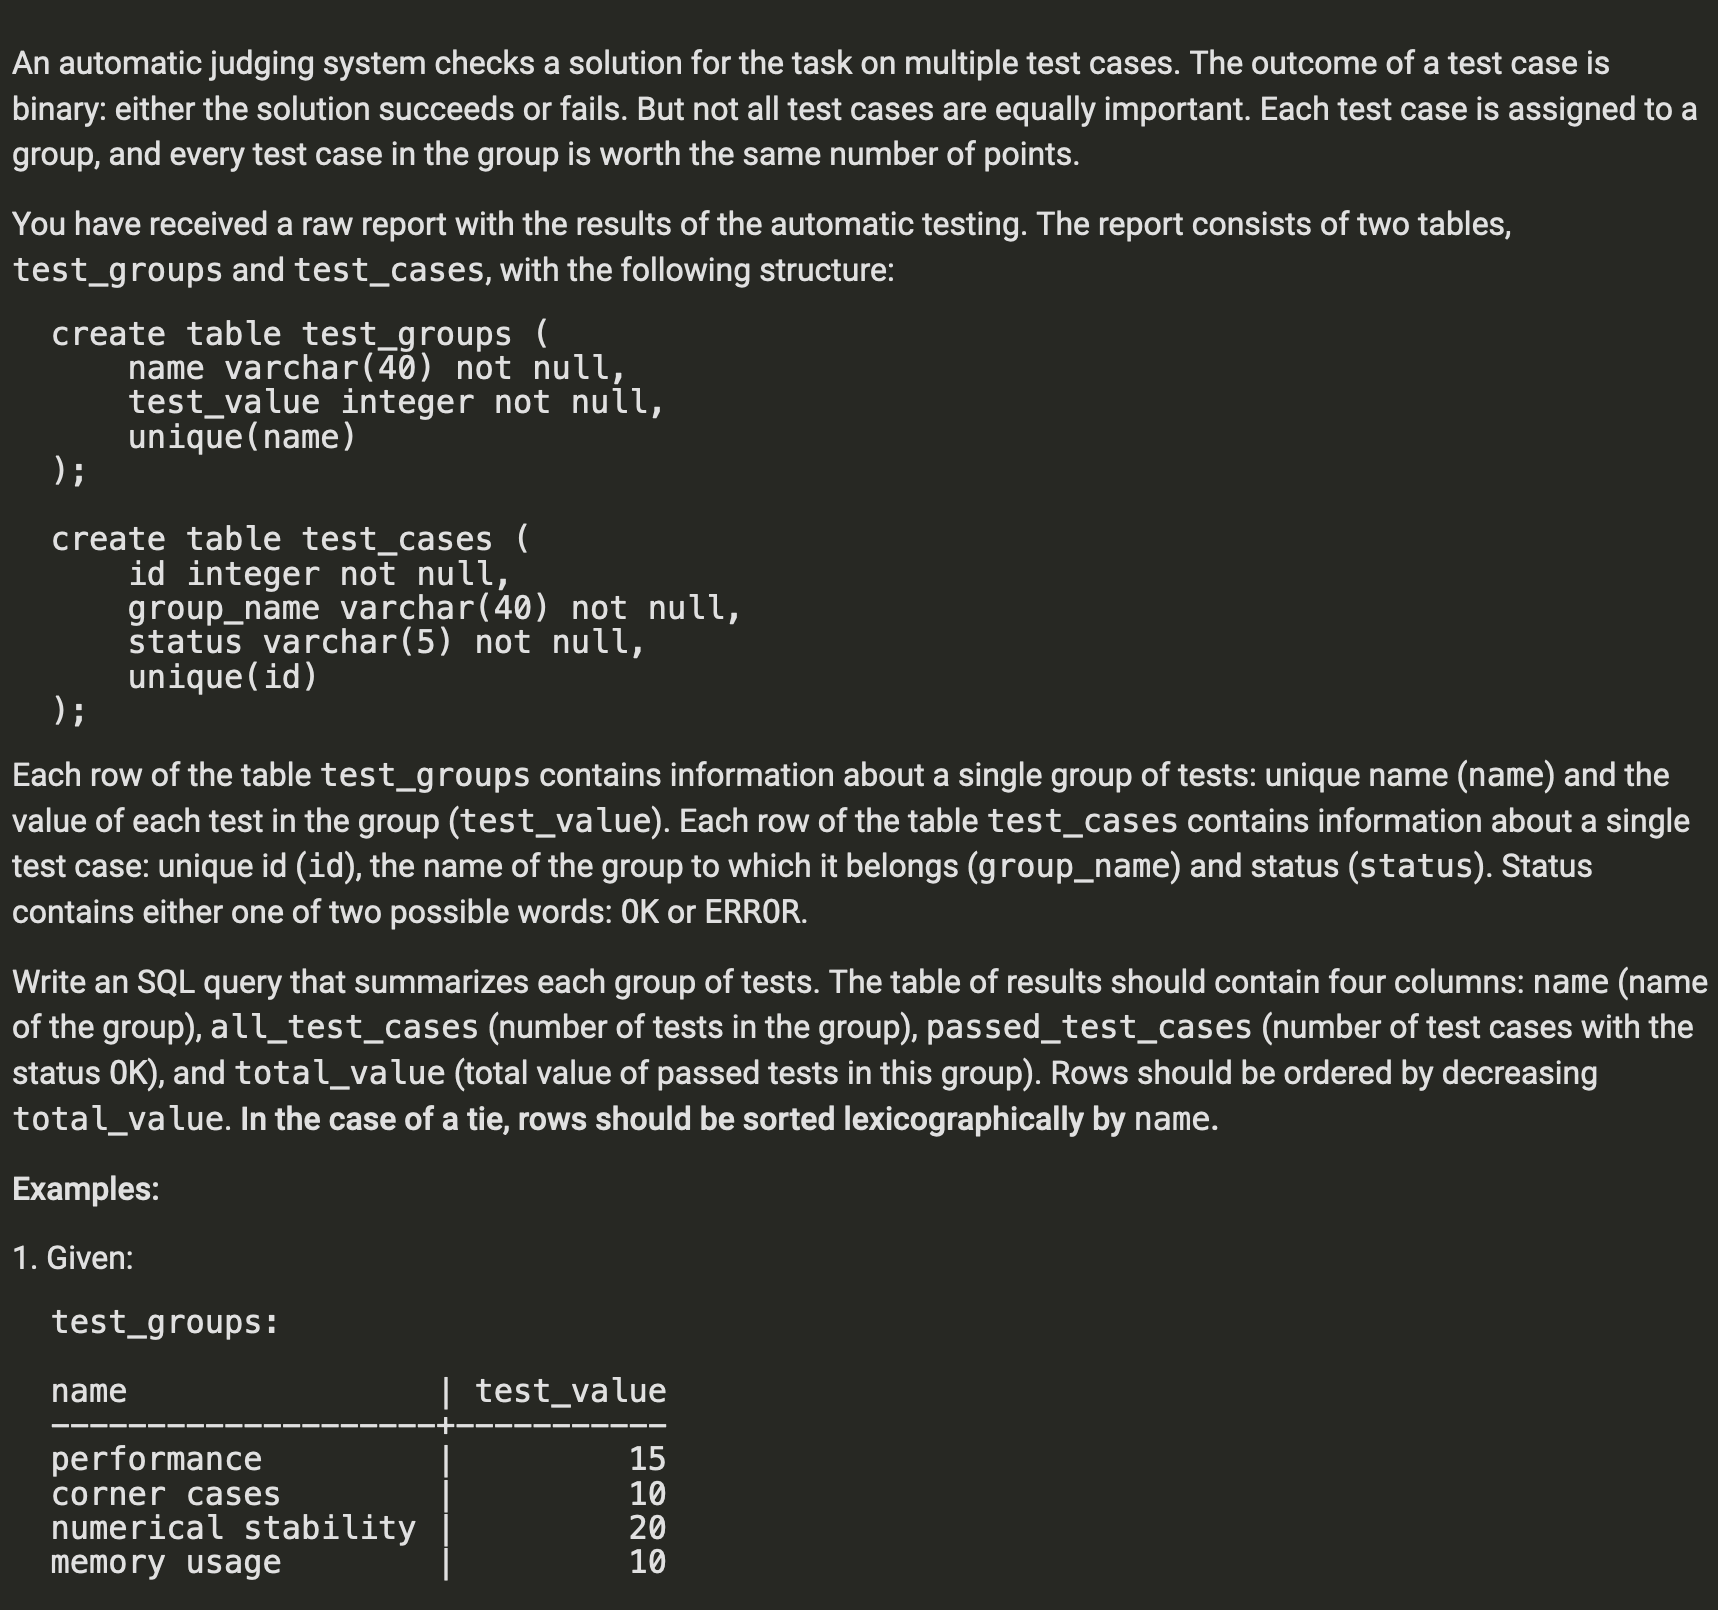 An automatic judging system checks a solution for the task on multiple test cases. The outcome of a test case is
binary: either the solution succeeds or fails. But not all test cases are equally important. Each test case is assigned to a
group, and every test case in the group is worth the same number of points.
You have received a raw report with the results of the automatic testing. The report consists of two tables,
test_groups and test_cases, with the following structure:
create table test_groups (
name varchar(40) not null,
test_value integer not null,
unique(name)
);
create table test_cases (
id integer not null,
group_name varchar(40) not null,
status varchar(5) not null,
unique(id)
);
Each row of the table test_groups contains information about a single group of tests: unique name (name) and the
value of each test in the group (test_value). Each row of the table test_cases contains information about a single
test case: unique id (id), the name of the group to which it belongs (group_name) and status (status). Status
contains either one of two possible words: OK or ERROR.
Write an SQL query that summarizes each group of tests. The table of results should contain four columns: name (name
of the group), all_test_cases (number of tests in the group), passed_test_cases (number of test cases with the
status OK), and total_value (total value of passed tests in this group). Rows should be ordered by decreasing
total_value. In the case of a tie, rows should be sorted lexicographically by name.
Examples:
1. Given:
test_groups:
name | test_value
--------------------+-----------
performance | 15
corner cases | 10
numerical stability | 20
memory usage | 10